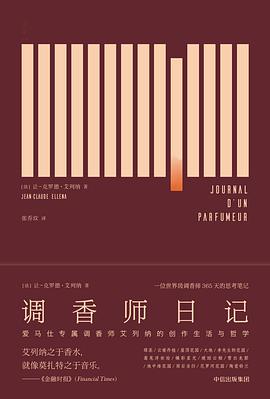 [法] 让-克罗德·艾列纳 著
JEAN-CLAUDE ELLENA
张乔玟 译
JOURNAL
D'UN
PARFUMEUR
[法] 让-克罗德·艾列纳 著
一位世界级调香师 365 天的思考笔记
调香师日记
爱马仕专属调香师艾列纳的创作生活与哲学
艾列纳之于香水,
就像莫扎特之于音乐。
——《金融时报》(Financial Times)
中信出版集团